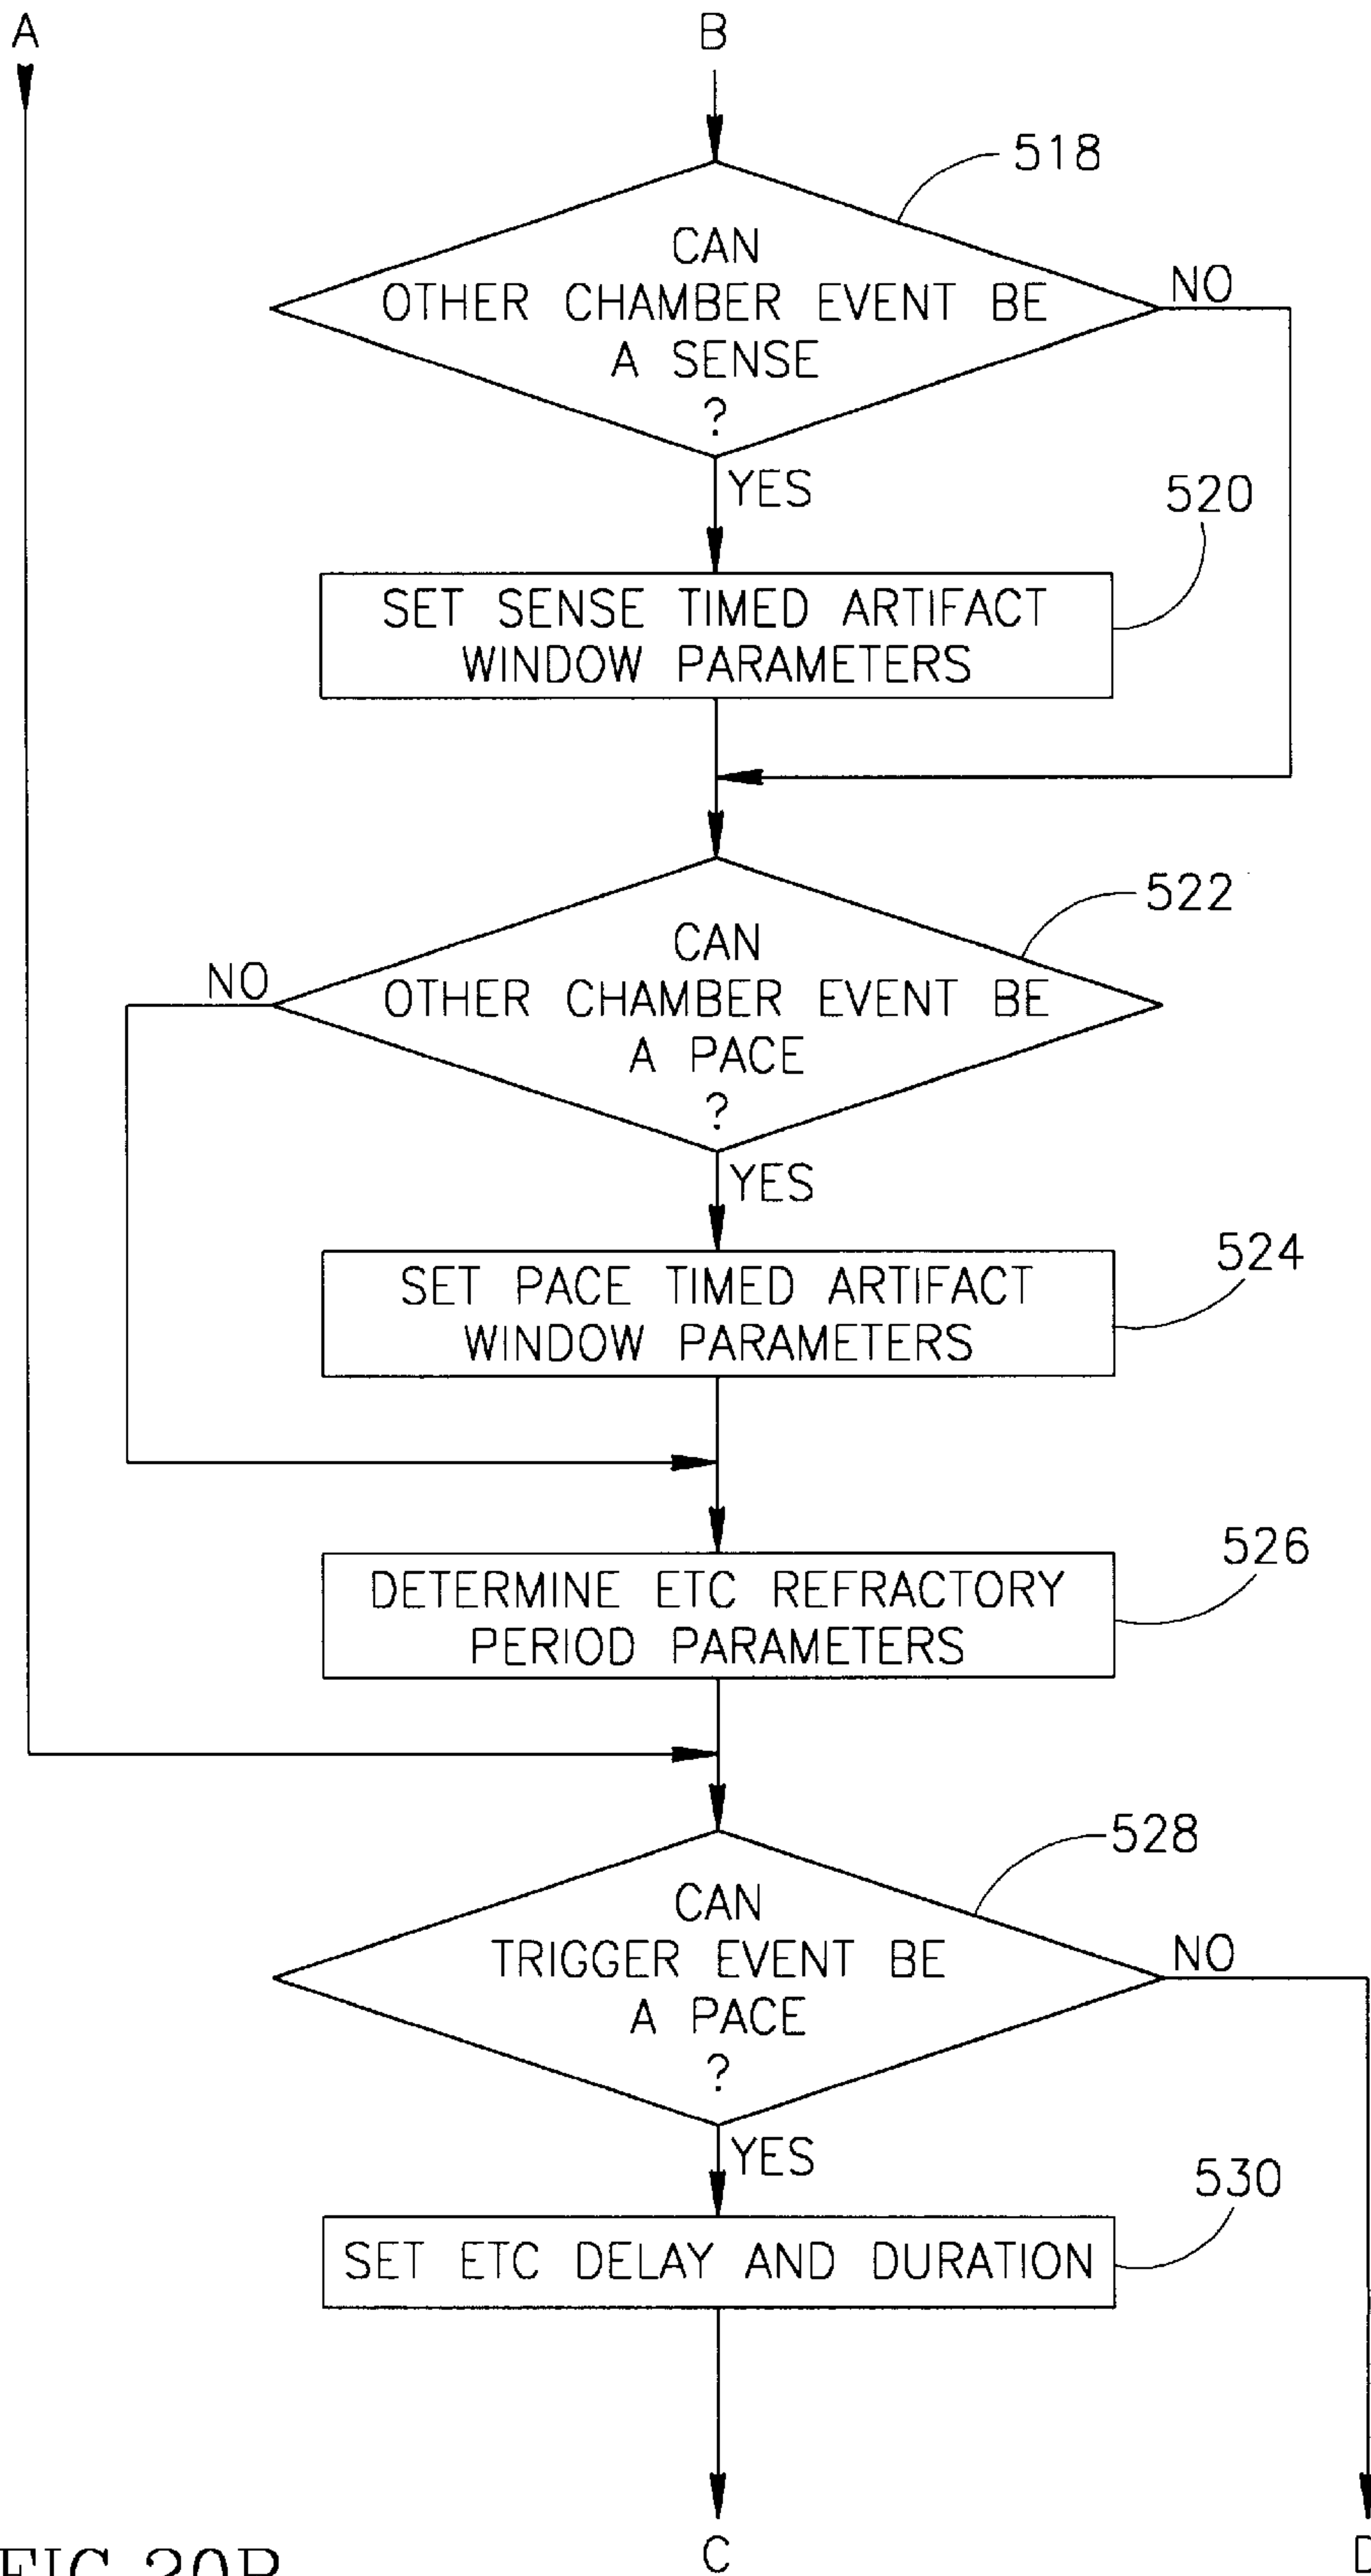 A
B
518
CAN
OTHER CHAMBER EVENT BE
A SENSE
?
NO
YES
520
SET SENSE TIMED ARTIFACT
WINDOW PARAMETERS
522
CAN
OTHER CHAMBER EVENT BE
A PACE
?
NO
YES
524
SET PACE TIMED ARTIFACT
WINDOW PARAMETERS
526
DETERMINE ETC REFRACTORY
PERIOD PARAMETERS
528
CAN
TRIGGER EVENT BE
A PACE
?
NO
YES
530
SET ETC DELAY AND DURATION
C
D